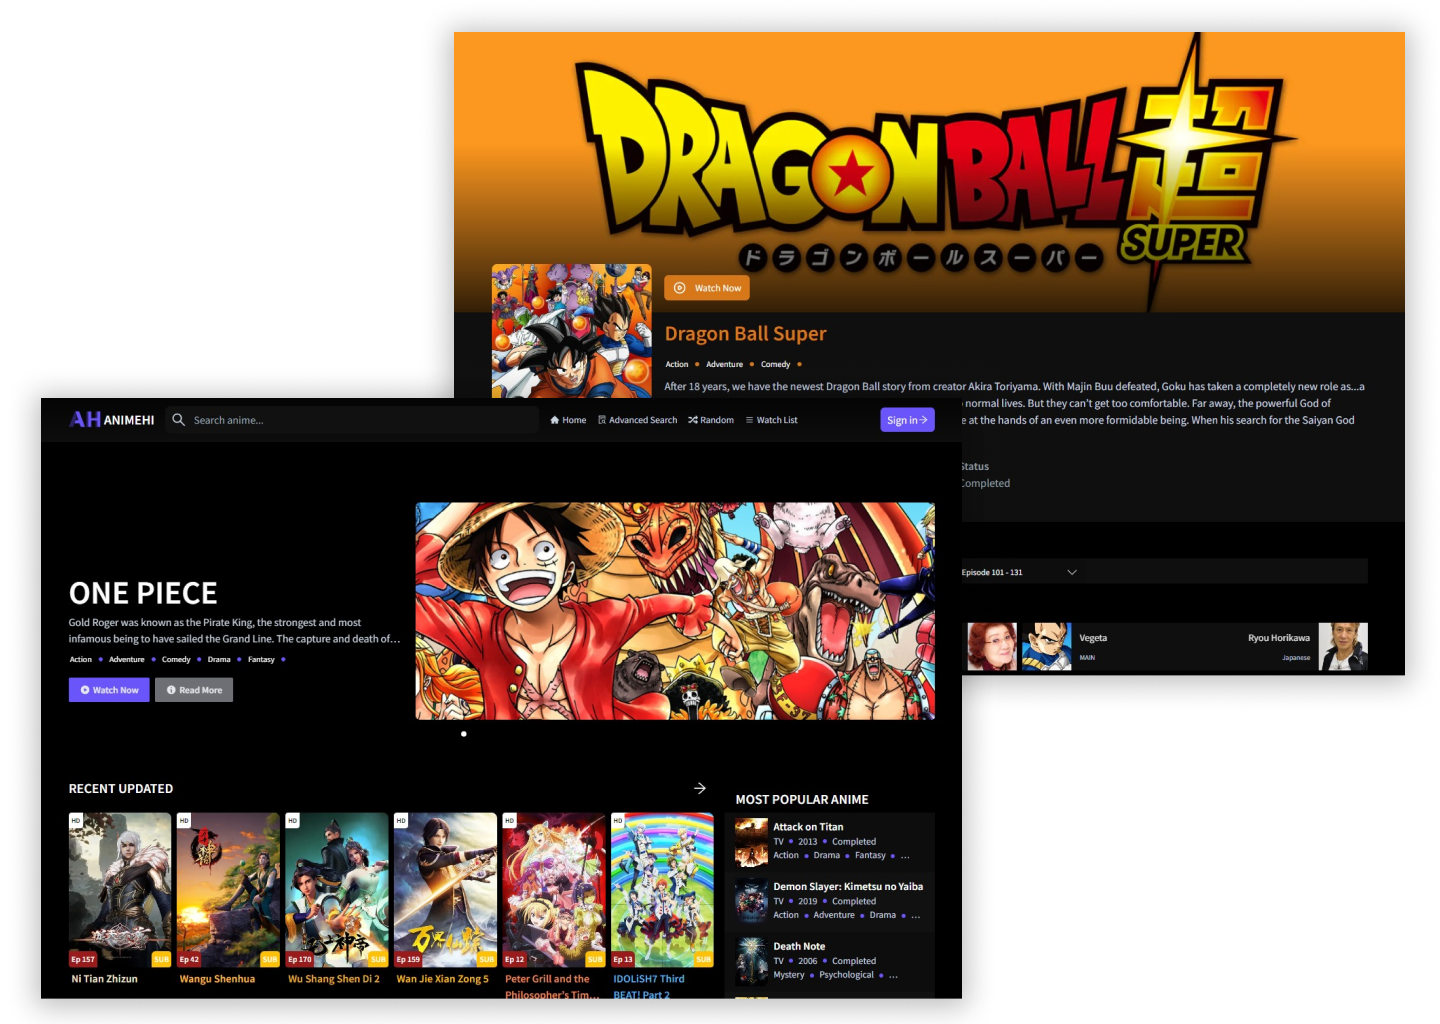 DRAGON BALL 超
SUPER
ドラゴンボールスーパー
Watch Now
Dragon Ball Super
Action • Adventure • Comedy •
After 18 years, we have the newest Dragon Ball story from creator Akira Toriyama. With Majin Buu defeated, Goku has taken a completely new role as...a
normal lives. But they can't get too comfortable. Far away, the powerful God of
e at the hands of an even more formidable being. When his search for the Saiyan God
Status
Completed
Episode 101 - 131
Vegeta
MAIN
Ryou Horikawa
Japanese
AH ANIMEHI
Search anime...
Home
Advanced Search
Random
Watch List
Sign in
ONE PIECE
Gold Roger was known as the Pirate King, the strongest and most
infamous being to have sailed the Grand Line. The capture and death of...
Action • Adventure • Comedy • Drama • Fantasy •
Watch Now
Read More
RECENT UPDATED
HD
Ep 157
SUB
Ni Tian Zhizun
HD
Ep 42
SUB
Wangu Shenhua
HD
Ep 170
SUB
Wu Shang Shen Di 2
HD
Ep 159
SUB
Wan Jie Xian Zong 5
HD
Ep 12
SUB
Peter Grill and the
Philosopher's Tim...
HD
Ep 13
SUB
IDOLiSH7 Third
BEAT! Part 2
MOST POPULAR ANIME
Attack on Titan
TV • 2013 • Completed
Action • Drama • Fantasy • ...
Demon Slayer: Kimetsu no Yaiba
TV • 2019 • Completed
Action • Adventure • Drama • ...
Death Note
TV • 2006 • Completed
Mystery • Psychological • ...